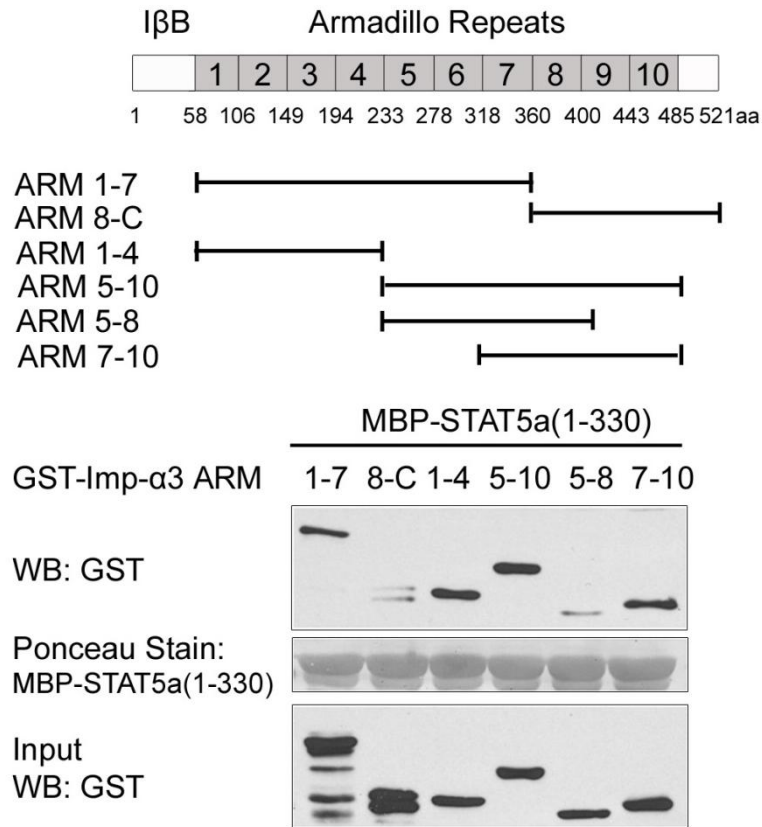 IβB Armadillo Repeats
1 2 3 4 5 6 7 8 9 10
1 58 106 149 194 233 278 318 360 400 443 485 521aa
ARM 1-7
ARM 8-C
ARM 1-4
ARM 5-10
ARM 5-8
ARM 7-10
MBP-STAT5a(1-330)
GST-Imp-α3 ARM 1-7 8-C 1-4 5-10 5-8 7-10
WB: GST
Ponceau Stain:
MBP-STAT5a(1-330)
Input
WB: GST